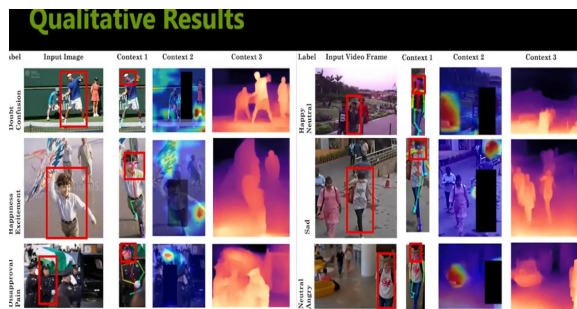 Qualitative Results
abel Input Image Context 1 Context 2 Context 3 Label Input Video Frame Context 1 Context 2 Context 3
Doubt
Confusion
Happy
Neutral
Happiness
Excitement
Sad
Disapproval
Pain
Neutral
Angry